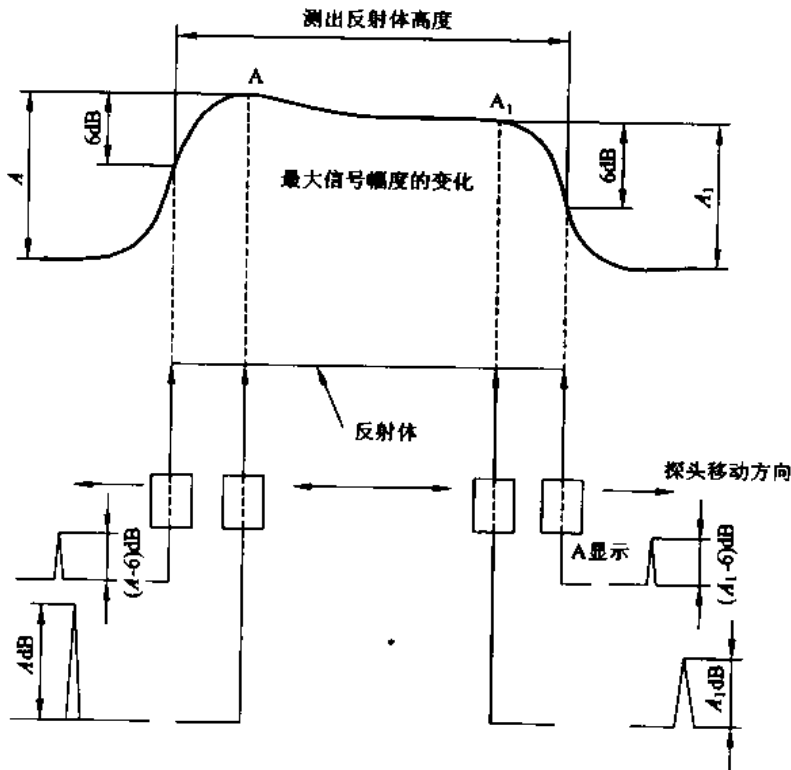 测出反射体高度
A
A₁
6dB
A
6dB
A₁
最大信号幅度的变化
反射体
探头移动方向
A显示
(A-6)dB
(A₁-6)dB
AdB
A₁dB